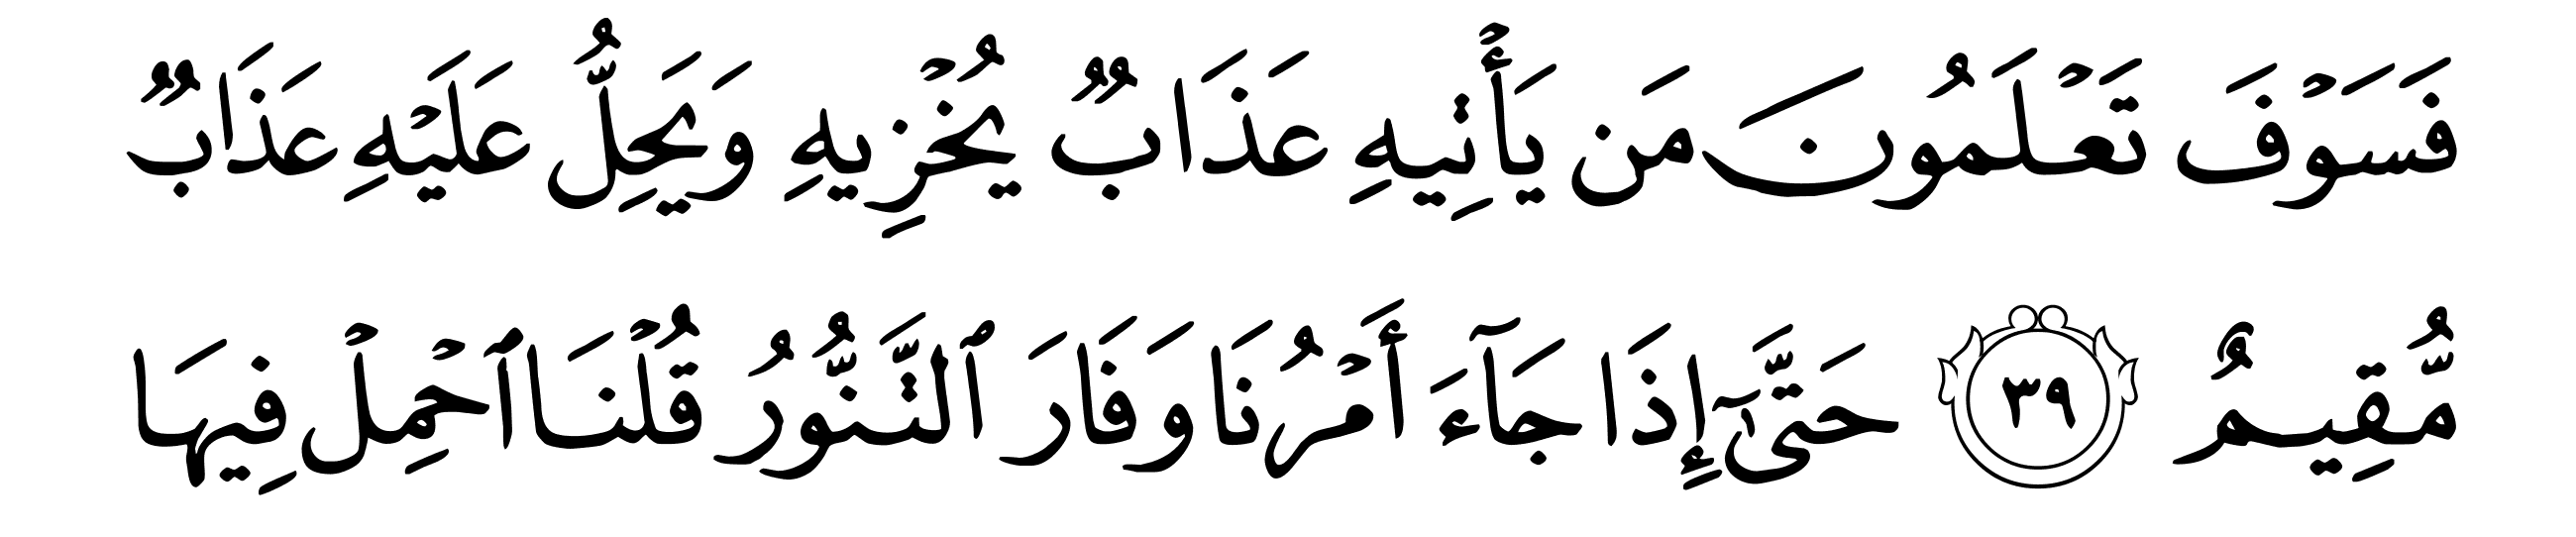 فَسَوۡفَ تَعۡلَمُونَ مَن يَأۡتِيهِ عَذَابٞ يُخۡزِيهِ وَيَحِلُّ عَلَيۡهِ عَذَابٞ
مُّقِيمٌ ٣٩ حَتَّىٰٓ إِذَا جَآءَ أَمۡرُنَا وَفَارَ ٱلتَّنُّورُ قُلۡنَا ٱحۡمِلۡ فِيهَا